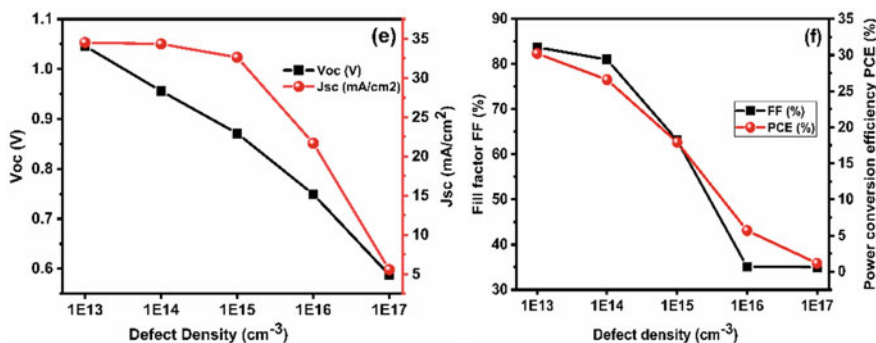 (e)
Voc (V)
1.1
1.0
0.9
0.8
0.7
0.6
Voc (V)
Jsc (mA/cm2)
35
30
25
20
15
10
5
Jsc (mA/cm²)
1E13 1E14 1E15 1E16 1E17
Defect Density (cm⁻³)
(f)
Fill factor FF (%)
90
80
70
60
50
40
30
FF (%)
PCE (%)
35
30
25
20
15
10
5
0
Power conversion efficiency PCE (%)
1E13 1E14 1E15 1E16 1E17
Defect density (cm⁻³)